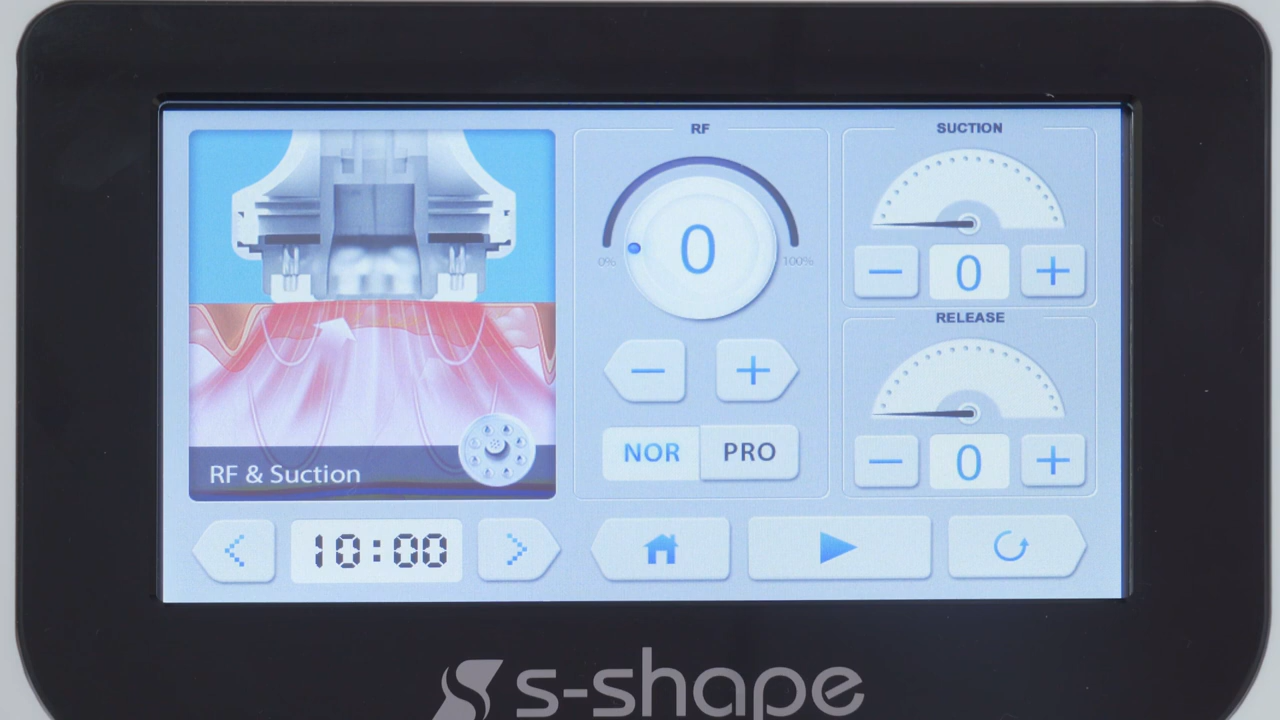 RF
SUCTION
0
0% 100%
0
RELEASE
NOR PRO
0
RF & Suction
10:00
s-shape